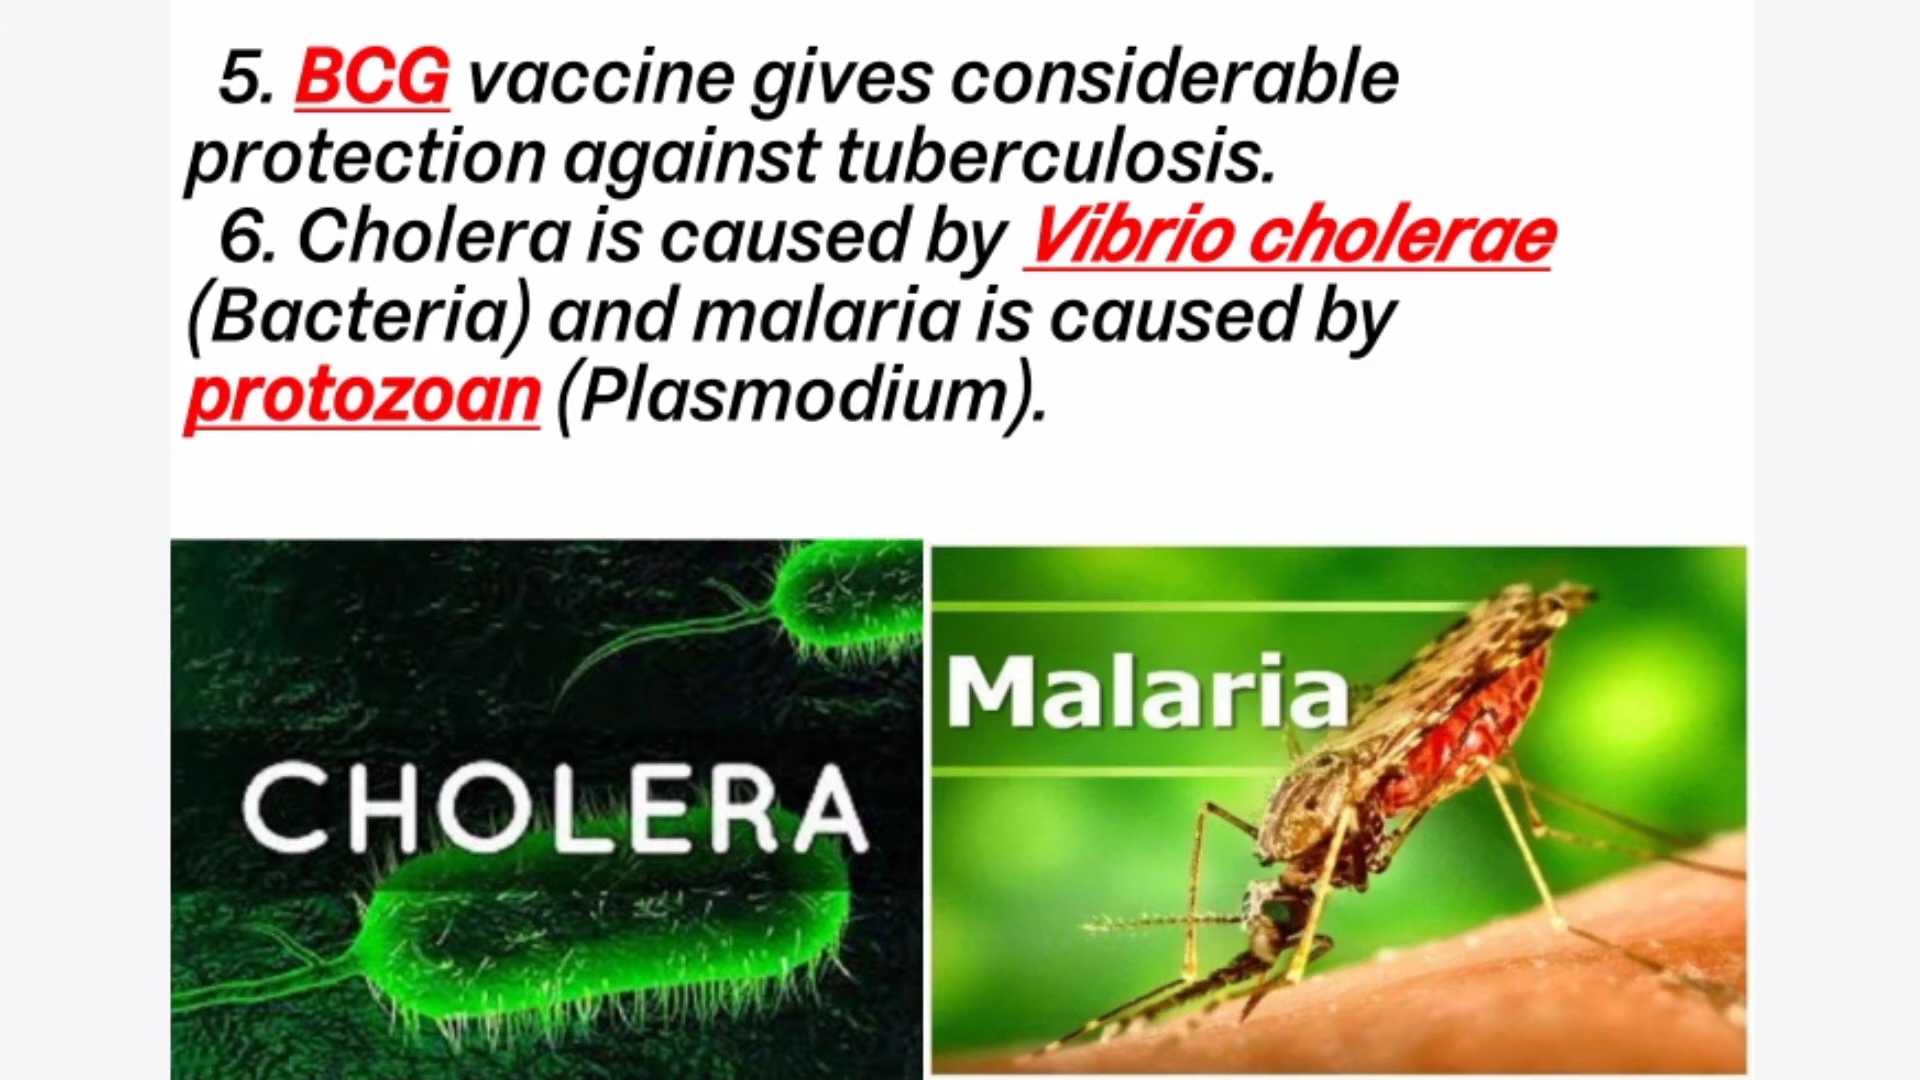 5. BCG vaccine gives considerable
protection against tuberculosis.
6. Cholera is caused by Vibrio cholerae
(Bacteria) and malaria is caused by
protozoan (Plasmodium).
CHOLERA
Malaria